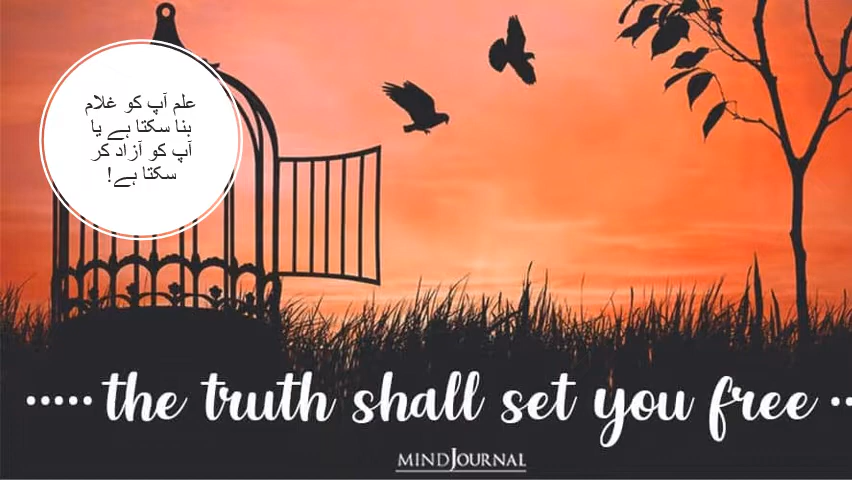 علم آپ کو غلام
بنا سکتا ہے یا
آپ کو آزاد کر
سکتا ہے!
.....the truth shall set you free..
MINDJOURNAL